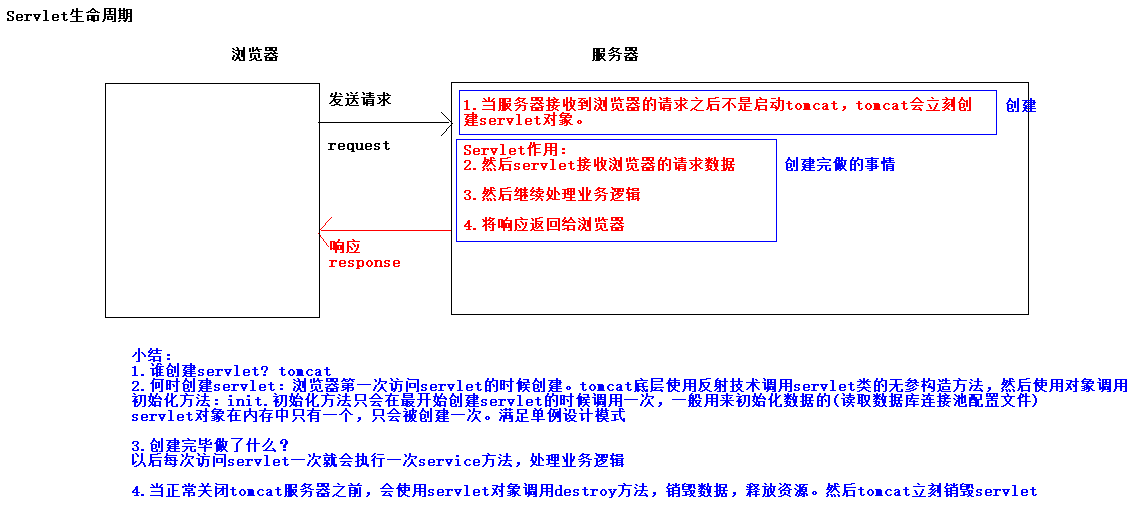 Servlet生命周期
浏览器
服务器
发送请求
request
1.当服务器接收到浏览器的请求之后不是启动tomcat，tomcat会立刻创
建servlet对象。
创建
Servlet作用：
2.然后servlet接收浏览器的请求数据
创建完做的事情
3.然后继续处理业务逻辑
4.将响应返回给浏览器
响应
response
小结：
1.谁创建servlet? tomcat
2.何时创建servlet：浏览器第一次访问servlet的时候创建。tomcat底层使用反射技术调用servlet类的无参构造方法，然后使用对象调用
初始化方法：init.初始化方法只会在最开始创建servlet的时候调用一次，一般用来初始化数据的(读取数据库连接池配置文件)
servlet对象在内存中只有一个，只会被创建一次。满足单例设计模式
3.创建完毕做了什么？
以后每次访问servlet一次就会执行一次service方法，处理业务逻辑
4.当正常关闭tomcat服务器之前，会使用servlet对象调用destroy方法，销毁数据，释放资源。然后tomcat立刻销毁servlet